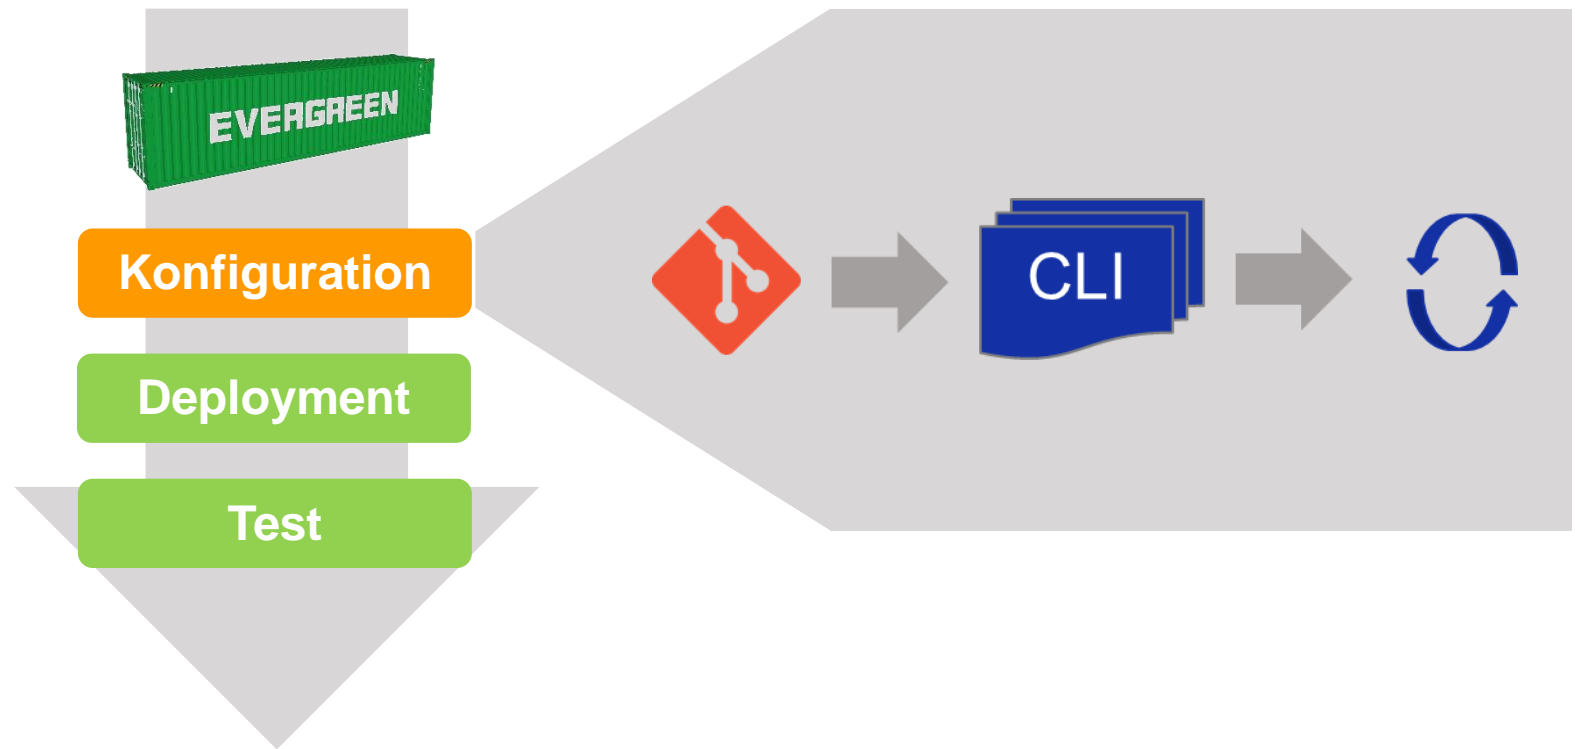 EVERGREEN
Konfiguration
CLI
Deployment
Test